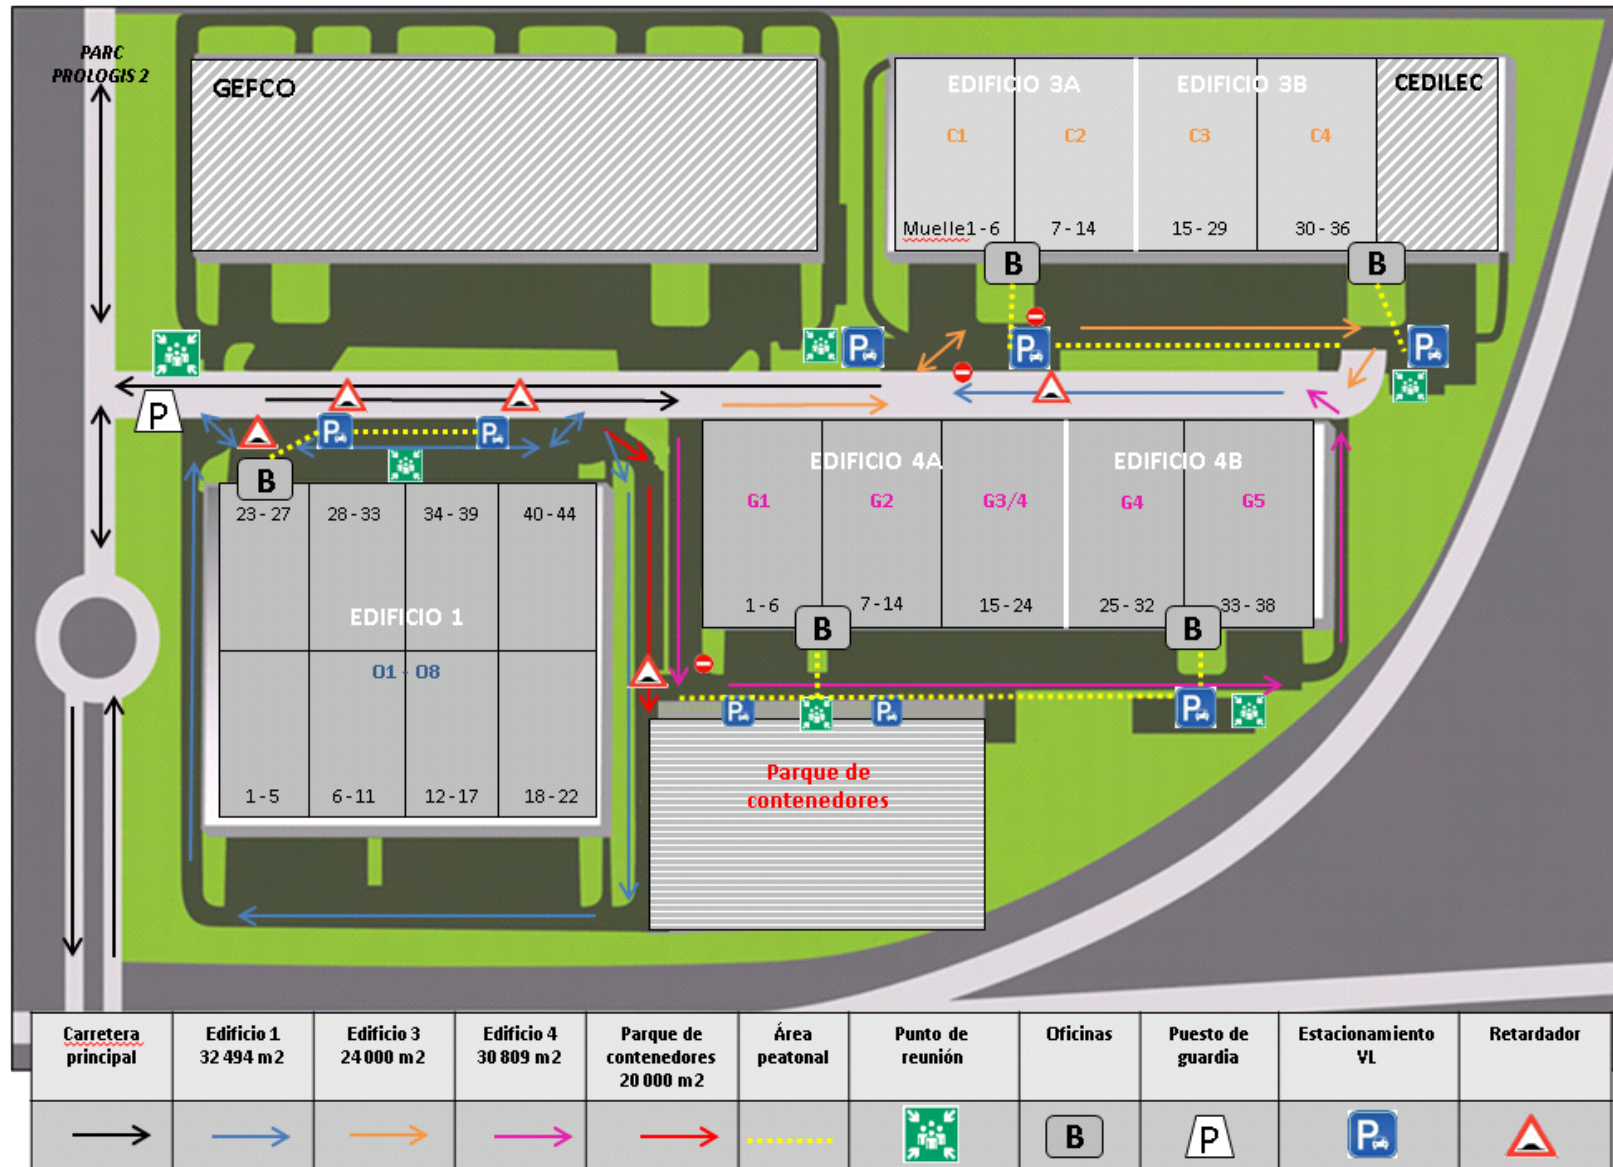 PARC
PROLOGIS 2
GEFCO
EDIFICIO 3A
EDIFICIO 3B
CEDILEC
C1
C2
C3
C4
Muelle1 - 6
7 - 14
15 - 29
30 - 36
B
B
P
P
P
P
P
P
B
23 - 27
28 - 33
34 - 39
40 - 44
EDIFICIO 1
O1 - O8
1 - 5
6 - 11
12 - 17
18 - 22
EDIFICIO 4A
EDIFICIO 4B
G1
G2
G3/4
G4
G5
1 - 6
7 - 14
15 - 24
25 - 32
33 - 38
B
B
P
P
P
Parque de
contenedores
Carretera
principal
Edificio 1
32 494 m2
Edificio 3
24 000 m2
Edificio 4
30 809 m2
Parque de
contenedores
20 000 m2
Área
peatonal
Punto de
reunión
Oficinas
Puesto de
guardia
Estacionamiento
VL
Retardador
B
P
P